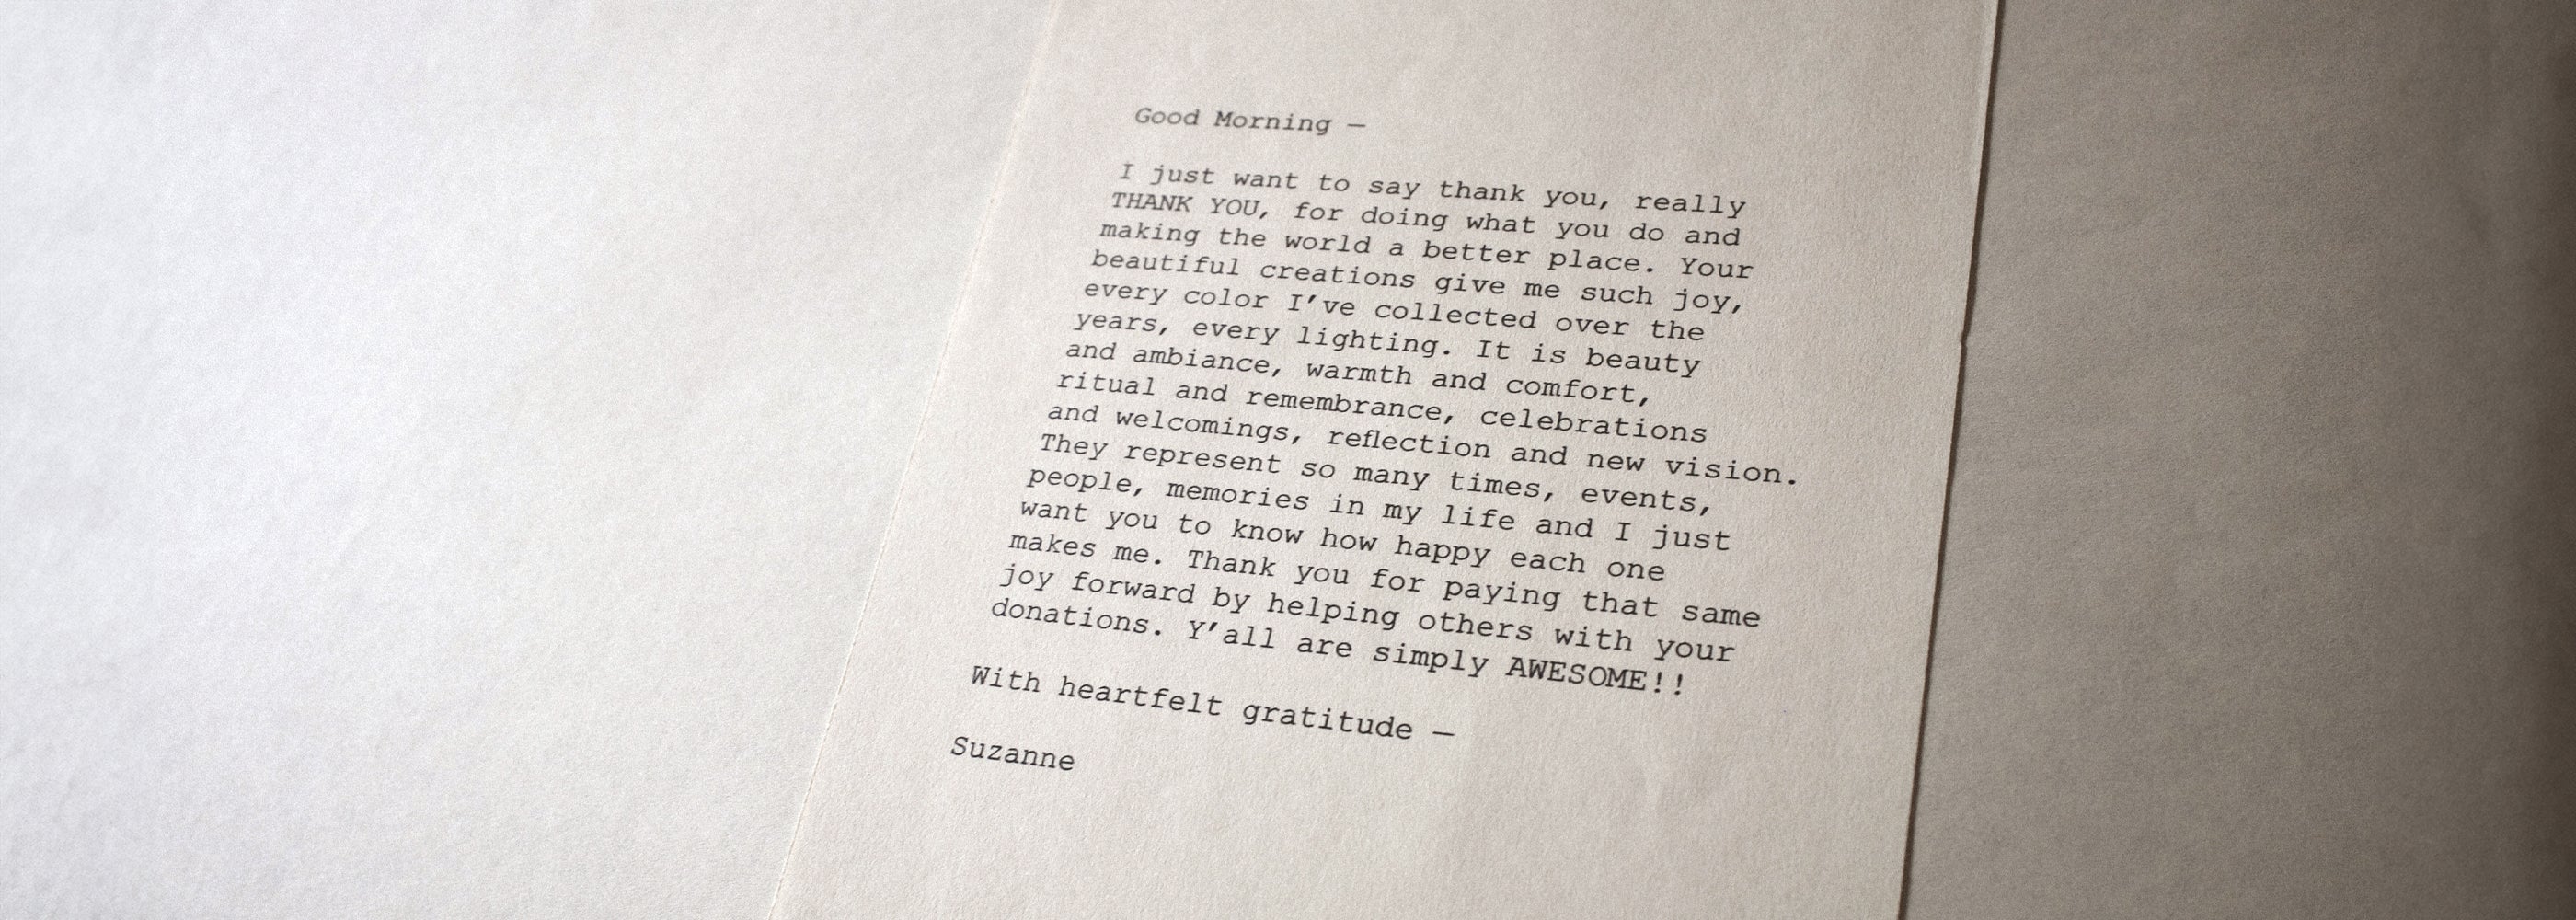 Good Morning —
I just want to say thank you, really
THANK YOU, for doing what you do and
making the world a better place. Your
beautiful creations give me such joy,
every color I’ve collected over the
years, every lighting. It is beauty
and ambiance, warmth and comfort,
ritual and remembrance, celebrations
and welcomings, reflection and new vision.
They represent so many times, events,
people, memories in my life and I just
want you to know how happy each one
makes me. Thank you for paying that same
joy forward by helping others with your
donations. Y’all are simply AWESOME!!
With heartfelt gratitude —
Suzanne